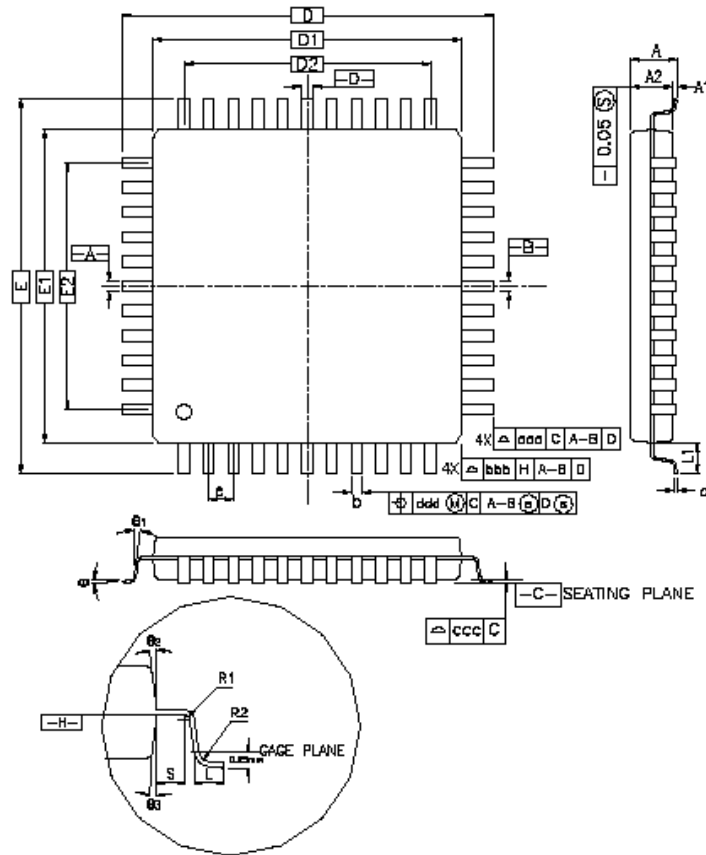 D
D1
D2
-D-
A
A2
A1
0.05 S
-A-
-B-
E
E1
E2
4X aaa C A-B D
4X bbb H A-B D
e
b
ddd M C A-B S D S
L1
c
θ1
θ
-C- SEATING PLANE
ccc C
θ2
R1
-H-
R2
GAGE PLANE
S
L
θ3